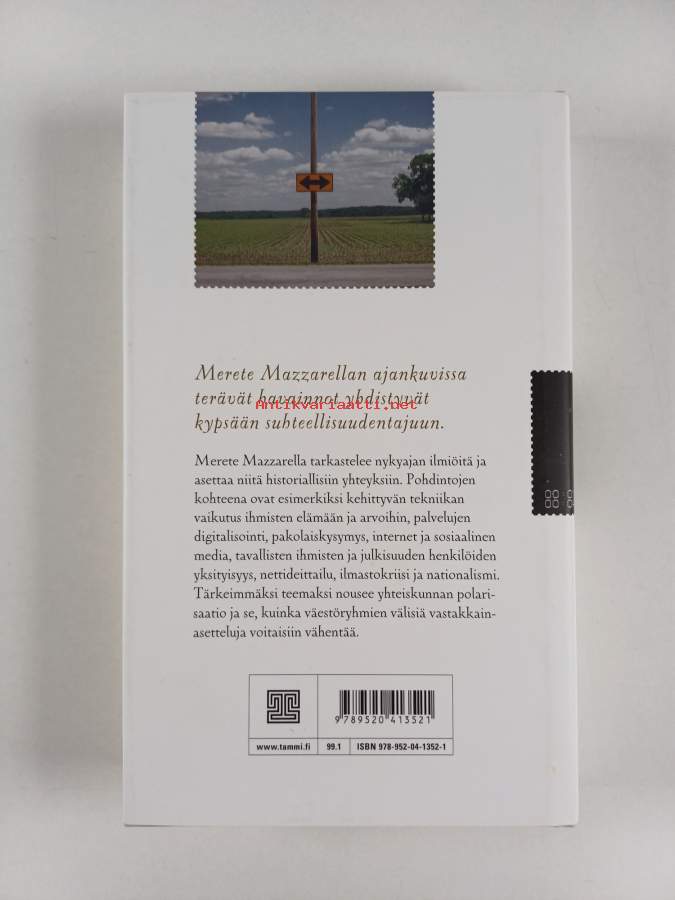 Merete Mazzarellan ajankuvissa
terävät havainnot yhdistyvät
Antikvariaatti.net
kypsään suhteellisuudentajuun.
Merete Mazzarella tarkastelee nykyajan ilmiöitä ja
asettaa niitä historiallisiin yhteyksiin. Pohdintojen
kohteena ovat esimerkiksi kehittyvän tekniikan
vaikutus ihmisten elämään ja arvoihin, palvelujen
digitalisointi, pakolaiskysymys, internet ja sosiaalinen
media, tavallisten ihmisten ja julkisuuden henkilöiden
yksityisyys, nettideittailu, ilmastokriisi ja nationalismi.
Tärkeimmäksi teemaksi nousee yhteiskunnan polari-
saatio ja se, kuinka väestöryhmien välisiä vastakkain-
asetteluja voitaisiin vähentää.
9789520413521
www.tammi.fi 99.1 ISBN 978-952-04-1352-1